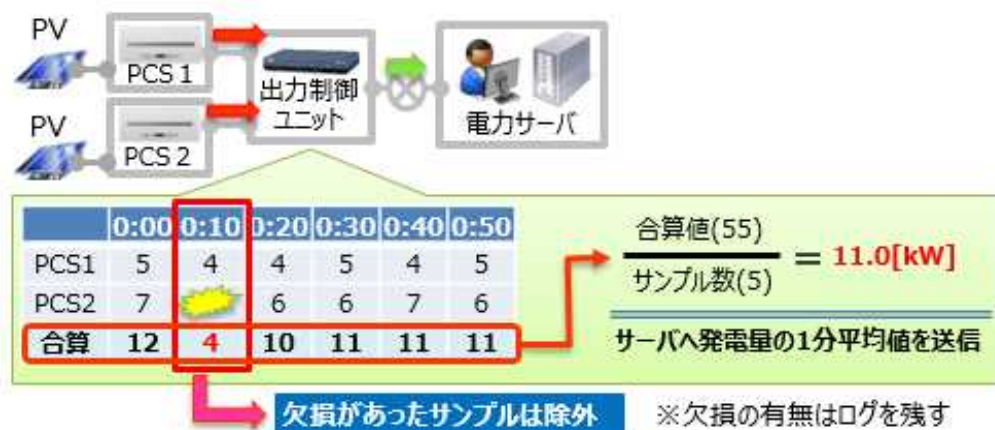 PV
PCS 1
出力制御
ユニット
電力サーバ
PV
PCS 2
0:00 0:10 0:20 0:30 0:40 0:50
PCS1 5 4 4 5 4 5
PCS2 7 6 6 7 6
合算 12 4 10 11 11 11
合算値(55)
サンプル数(5)
= 11.0[kW]
サーバへ発電量の1分平均値を送信
欠損があったサンプルは除外
※欠損の有無はログを残す